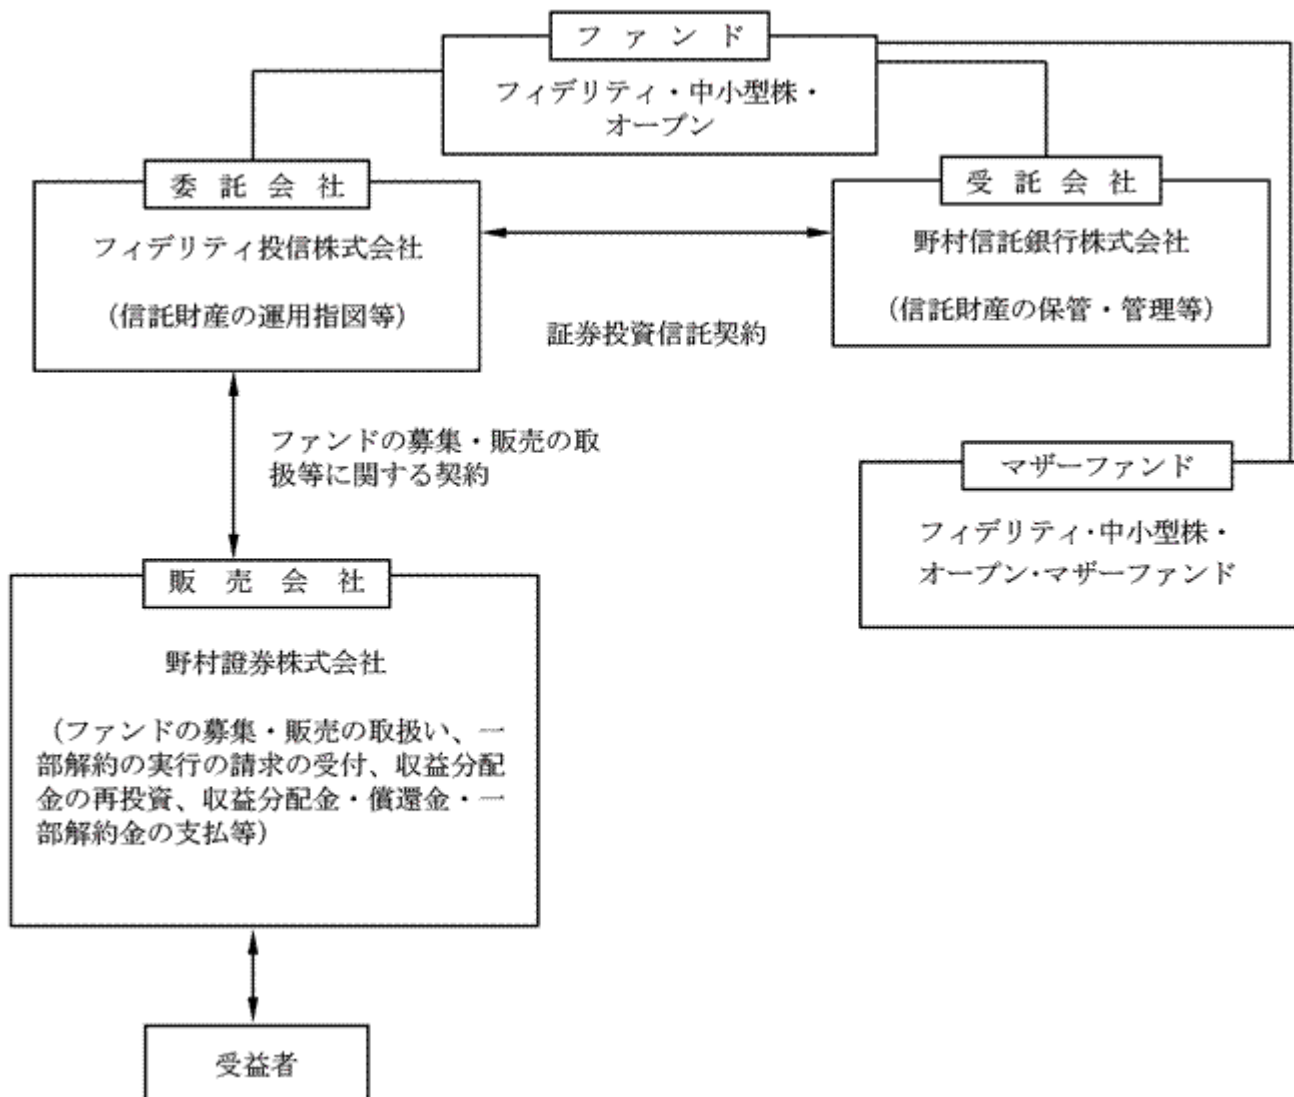 ファンド
フィデリティ・中小型株・
オープン
委託会社
フィデリティ投信株式会社
(信託財産の運用指図等)
受託会社
野村信託銀行株式会社
(信託財産の保管・管理等)
証券投資信託契約
ファンドの募集・販売の取
扱等に関する契約
マザーファンド
フィデリティ・中小型株・
オープン・マザーファンド
販売会社
野村證券株式会社
(ファンドの募集・販売の取扱い、一
部解約の実行の請求の受付、収益分配
金の再投資、収益分配金・償還金・一
部解約金の支払等)
受益者